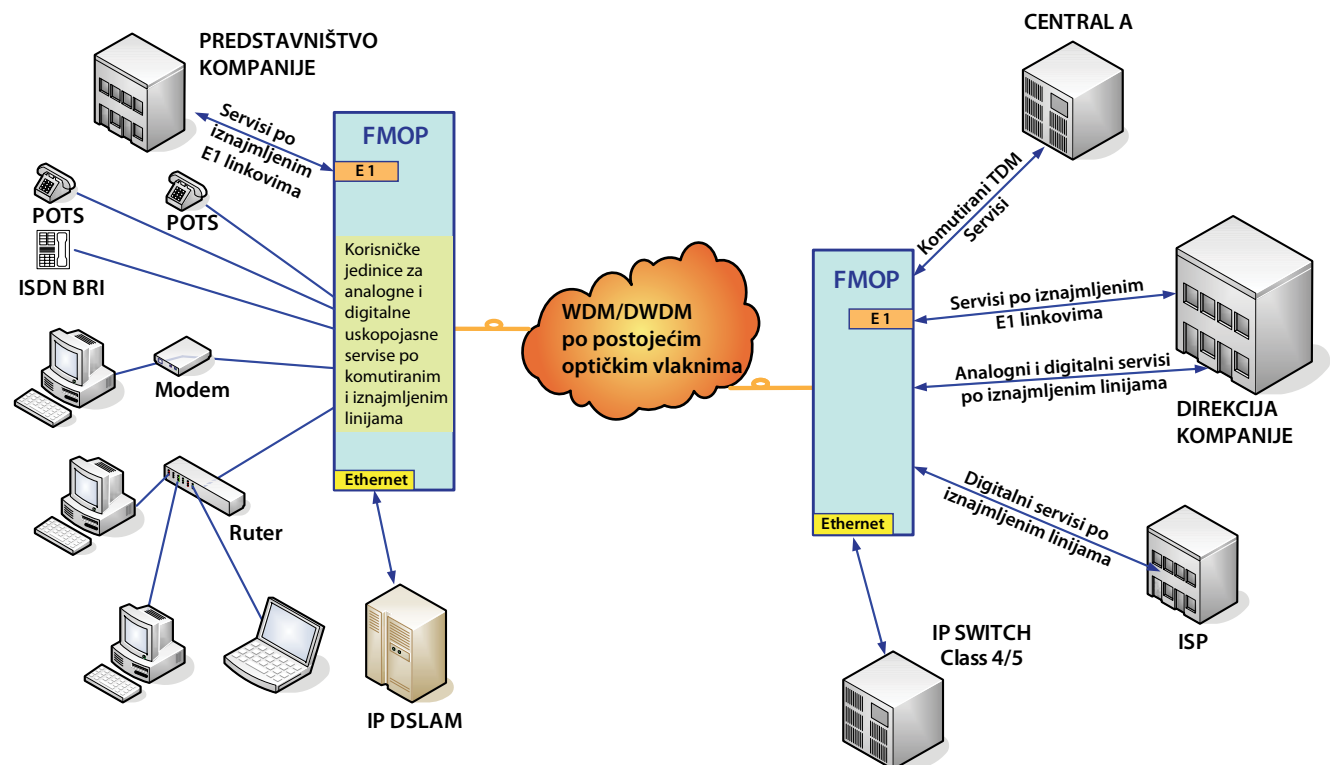 PREDSTAVNIŠTVO
KOMPANIJE
Servisi po
iznajmljenim
E1 linkovima
POTS
POTS
ISDN BRI
Modem
Ruter
FMOP
E 1
Korisničke
jedinice za
analogne i
digitalne
uskopojasne
servise po
komutiranim
i iznajmljenim
linijama
Ethernet
IP DSLAM
WDM/DWDM
po postojećim
optičkim vlaknima
CENTRAL A
Komutirani TDM
Servisi
FMOP
E 1
Ethernet
Servisi po iznajmljenim
E1 linkovima
Analogni i digitalni servisi
po iznajmljenim linijama
DIREKCIJA
KOMPANIJE
Digitalni servisi po
iznajmljenim linijama
ISP
IP SWITCH
Class 4/5